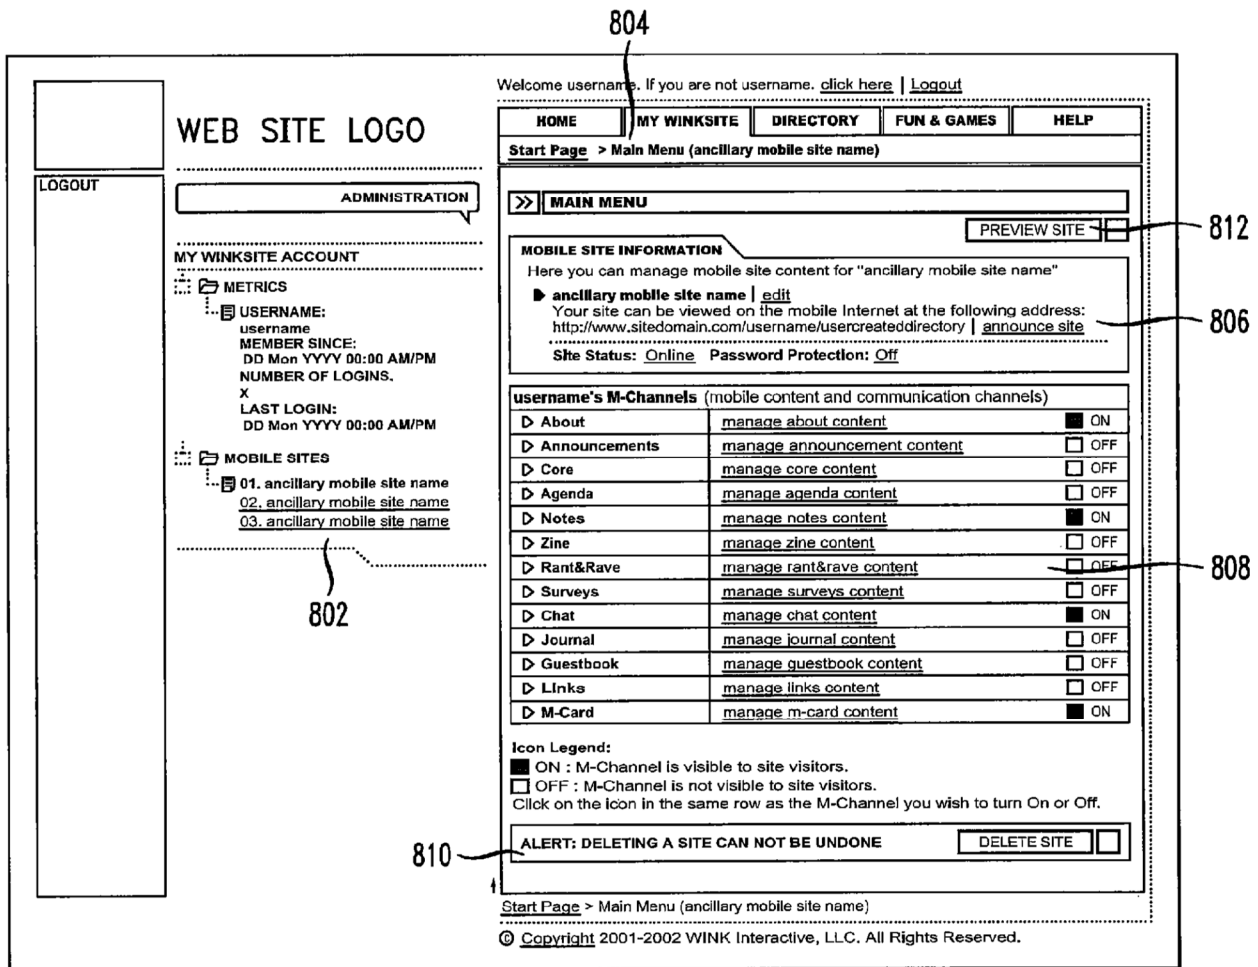 804
Welcome username. If you are not username. click here | Logout
WEB SITE LOGO
HOME MY WINKSITE DIRECTORY FUN & GAMES HELP
Start Page > Main Menu (ancillary mobile site name)
LOGOUT
ADMINISTRATION
MY WINKSITE ACCOUNT
METRICS
USERNAME:
username
MEMBER SINCE:
DD Mon YYYY 00:00 AM/PM
NUMBER OF LOGINS.
X
LAST LOGIN:
DD Mon YYYY 00:00 AM/PM
MOBILE SITES
01. ancillary mobile site name
02. ancillary mobile site name
03. ancillary mobile site name
802
>> MAIN MENU
PREVIEW SITE
812
MOBILE SITE INFORMATION
Here you can manage mobile site content for "ancillary mobile site name"
ancillary mobile site name | edit
Your site can be viewed on the mobile Internet at the following address:
http://www.sitedomain.com/username/usercreateddirectory | announce site
806
Site Status: Online Password Protection: Off
username's M-Channels (mobile content and communication channels)
About manage about content ON
Announcements manage announcement content OFF
Core manage core content OFF
Agenda manage agenda content OFF
Notes manage notes content ON
Zine manage zine content OFF
Rant&Rave manage rant&rave content OFF
808
Surveys manage surveys content OFF
Chat manage chat content ON
Journal manage journal content OFF
Guestbook manage guestbook content OFF
Links manage links content OFF
M-Card manage m-card content ON
Icon Legend:
ON : M-Channel is visible to site visitors.
OFF : M-Channel is not visible to site visitors.
Click on the icon in the same row as the M-Channel you wish to turn On or Off.
810
ALERT: DELETING A SITE CAN NOT BE UNDONE DELETE SITE
Start Page > Main Menu (ancillary mobile site name)
© Copyright 2001-2002 WINK Interactive, LLC. All Rights Reserved.